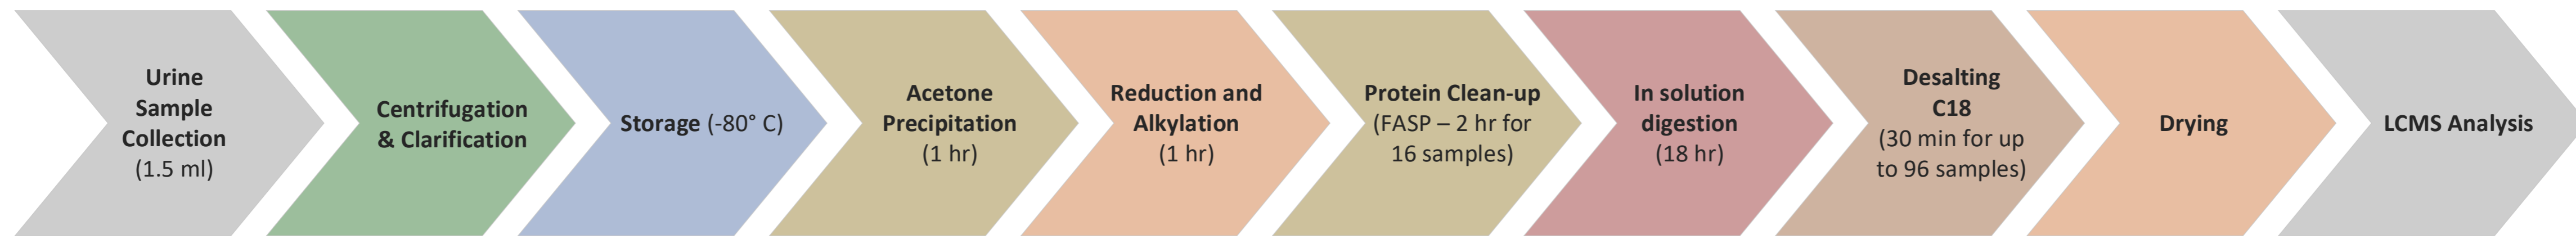 Urine
Sample
Collection
(1.5 ml)
Centrifugation
& Clarification
Storage (-80° C)
Acetone
Precipitation
(1 hr)
Reduction and
Alkylation
(1 hr)
Protein Clean-up
(FASP – 2 hr for
16 samples)
In solution
digestion
(18 hr)
Desalting
C18
(30 min for up
to 96 samples)
Drying
LCMS Analysis